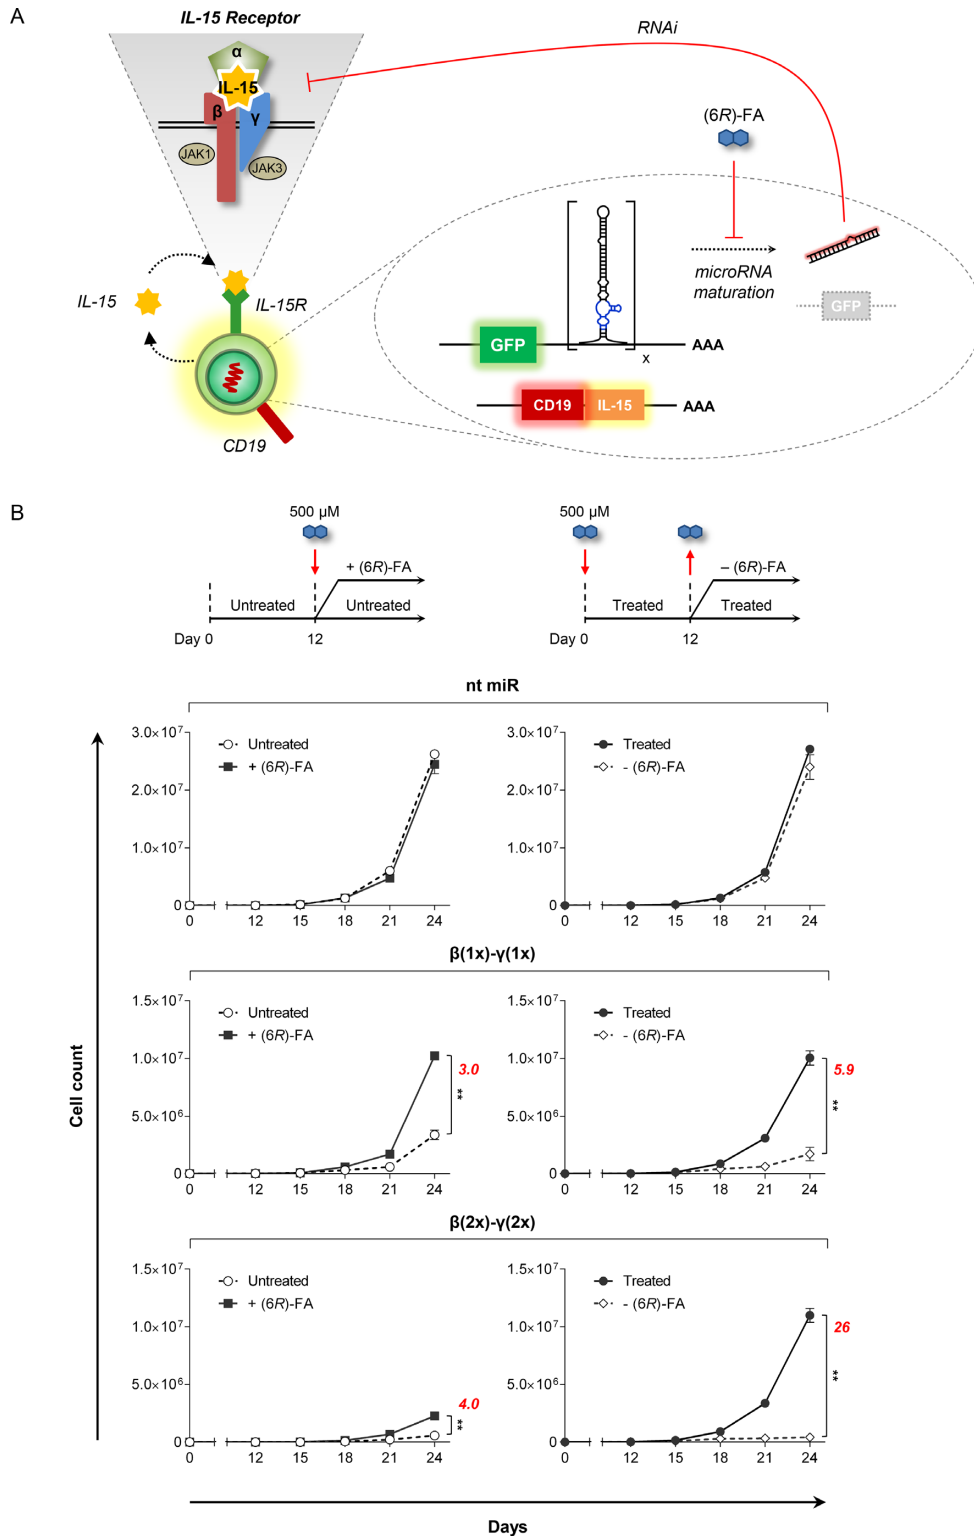 A
IL-15 Receptor
RNAi
α
IL-15
β
γ
JAK1
JAK3
(6R)-FA
microRNA
maturation
IL-15
IL-15R
GFP
GFP
x
AAA
CD19
IL-15
AAA
CD19
B
500 µM
500 µM
+ (6R)-FA
– (6R)-FA
Untreated
Untreated
Treated
Treated
Day 0
12
Day 0
12
nt miR
3.0×10⁷
2.0×10⁷
1.0×10⁷
0
Untreated
+ (6R)-FA
0 12 15 18 21 24
3.0×10⁷
2.0×10⁷
1.0×10⁷
0
Treated
- (6R)-FA
0 12 15 18 21 24
β(1x)-γ(1x)
1.5×10⁷
1.0×10⁷
5.0×10⁶
0
Untreated
+ (6R)-FA
3.0
**
0 12 15 18 21 24
1.5×10⁷
1.0×10⁷
5.0×10⁶
0
Treated
- (6R)-FA
5.9
**
0 12 15 18 21 24
β(2x)-γ(2x)
1.5×10⁷
1.0×10⁷
5.0×10⁶
0
Untreated
+ (6R)-FA
4.0
**
0 12 15 18 21 24
1.5×10⁷
1.0×10⁷
5.0×10⁶
0
Treated
- (6R)-FA
26
**
0 12 15 18 21 24
Cell count
Days